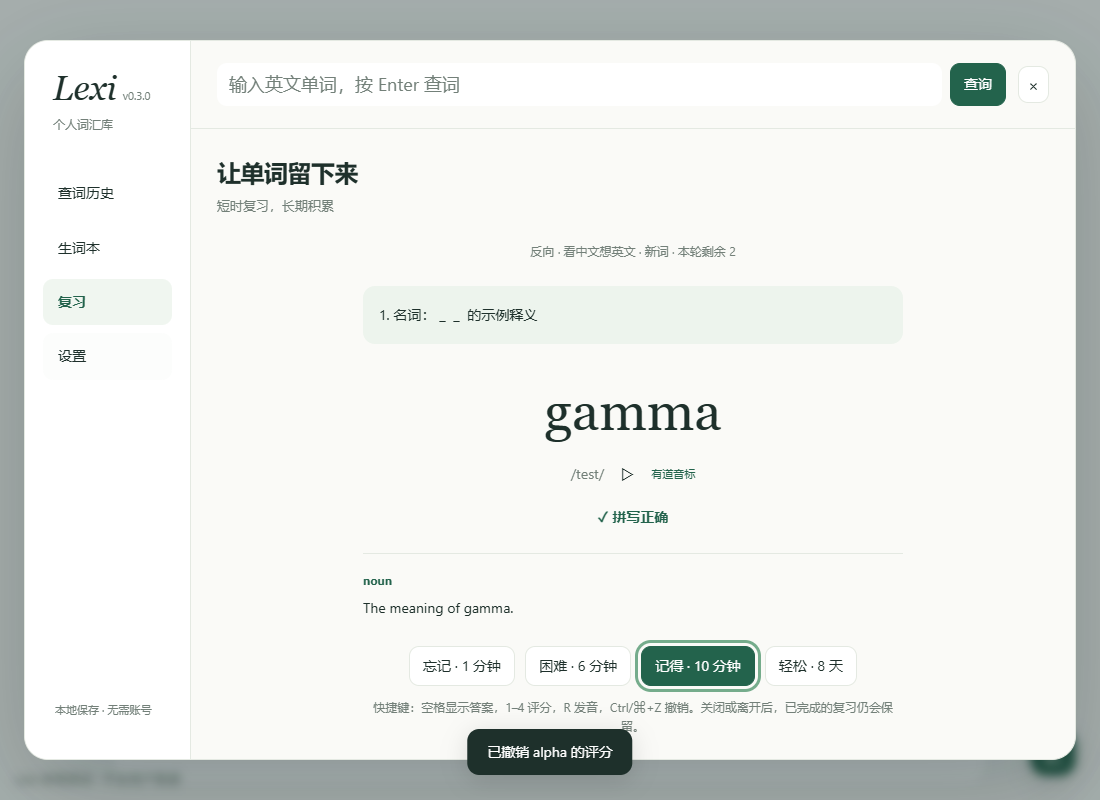 Lexi v0.3.0
个人词汇库
查词历史
生词本
复习
设置
本地保存 · 无需账号
输入英文单词，按 Enter 查词
查询
×
让单词留下来
短时复习，长期积累
反向 · 看中文想英文 · 新词 · 本轮剩余 2
1. 名词： _ _ 的示例释义
gamma
/test/ ▷ 有道音标
✓ 拼写正确
noun
The meaning of gamma.
忘记 · 1 分钟
困难 · 6 分钟
记得 · 10 分钟
轻松 · 8 天
快捷键：空格显示答案，1–4 评分，R 发音，Ctrl/⌘+Z 撤销。关闭或离开后，已完成的复习仍会保
留。
已撤销 alpha 的评分